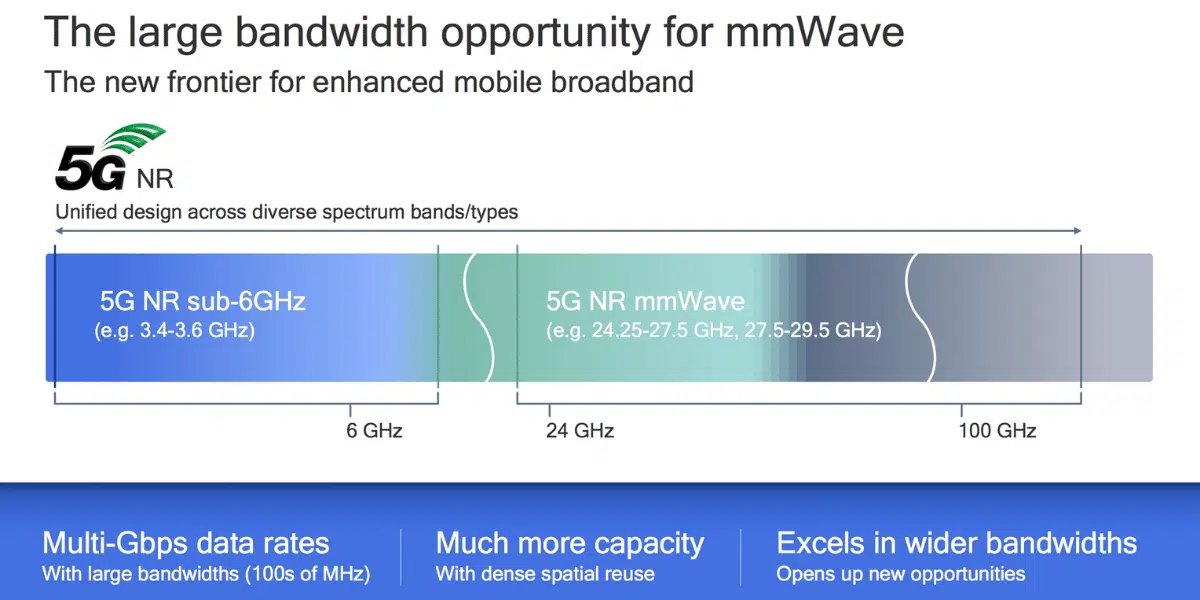 The large bandwidth opportunity for mmWave
The new frontier for enhanced mobile broadband
5G NR
Unified design across diverse spectrum bands/types
5G NR sub-6GHz
(e.g. 3.4-3.6 GHz)
5G NR mmWave
(e.g. 24.25-27.5 GHz, 27.5-29.5 GHz)
6 GHz
24 GHz
100 GHz
Multi-Gbps data rates
With large bandwidths (100s of MHz)
Much more capacity
With dense spatial reuse
Excels in wider bandwidths
Opens up new opportunities